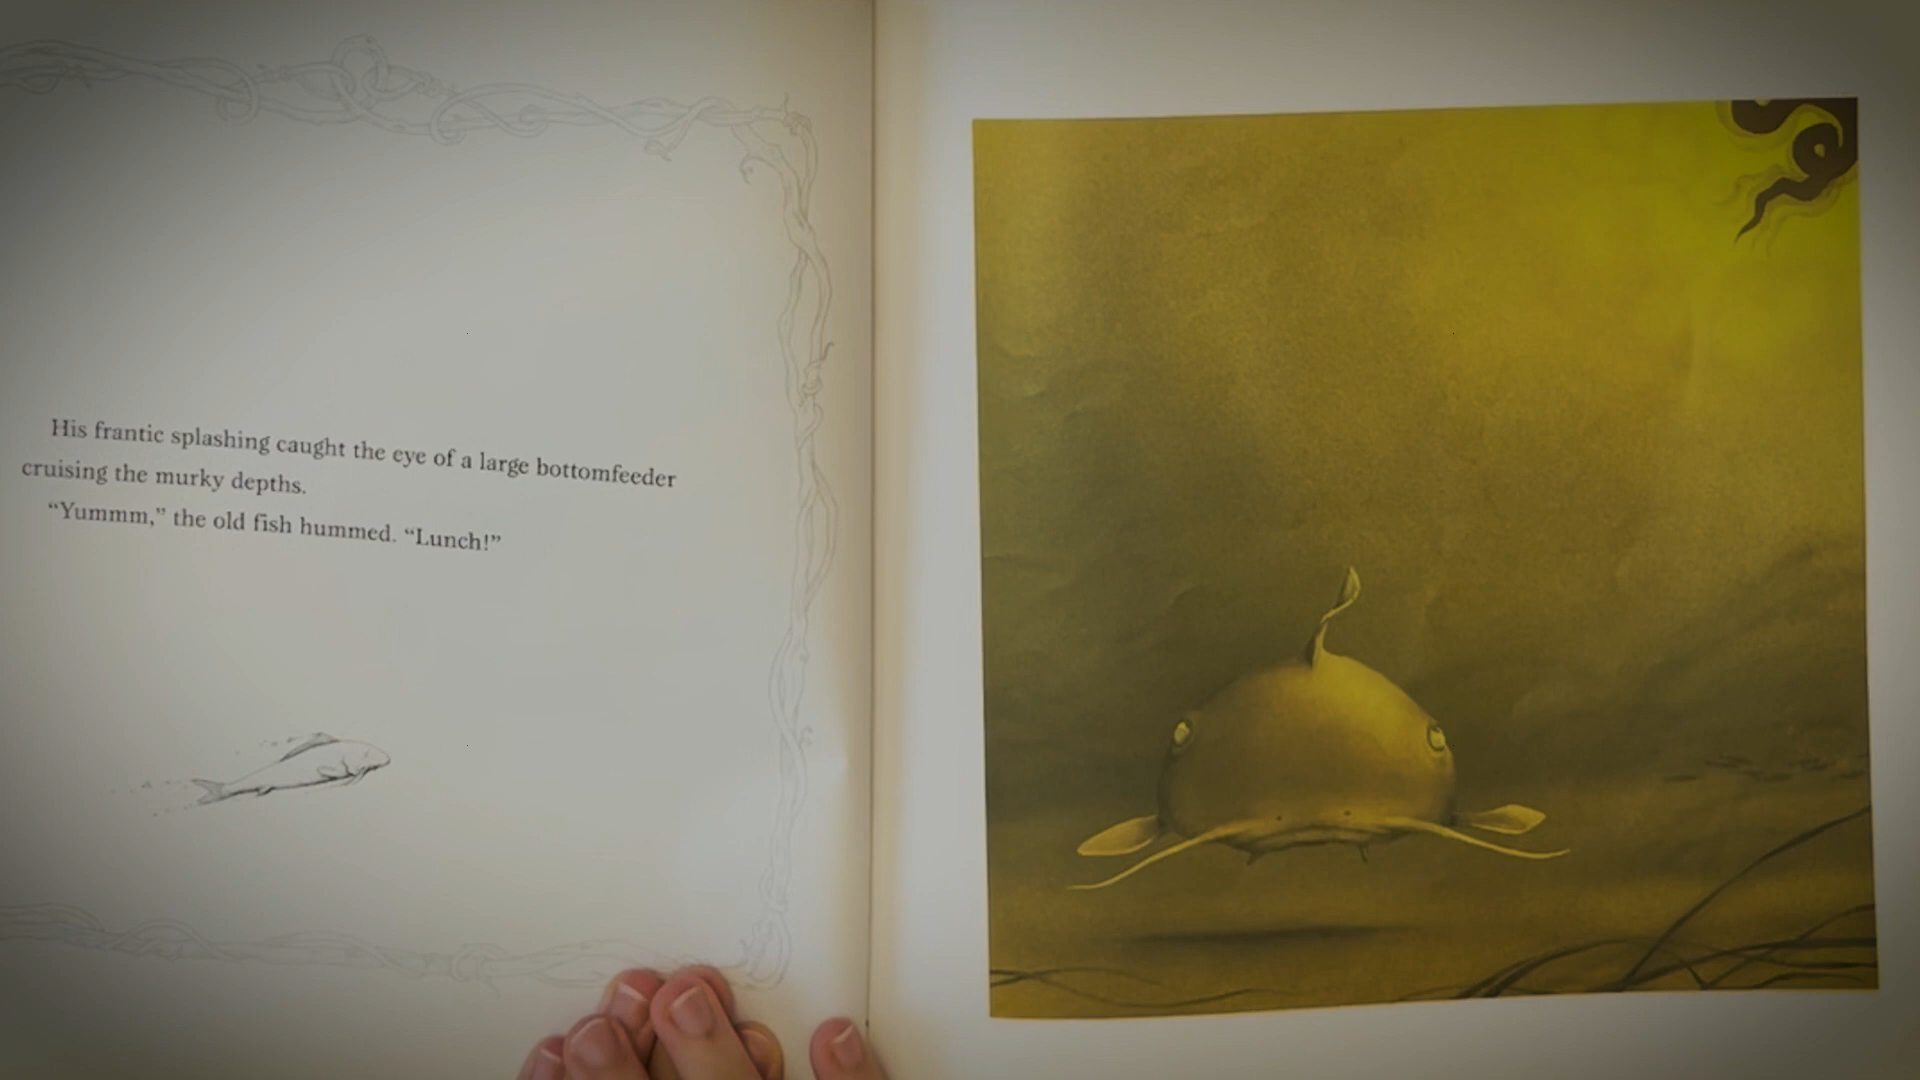 His frantic splashing caught the eye of a large bottomfeeder
cruising the murky depths.
“Yummm,” the old fish hummed. “Lunch!”